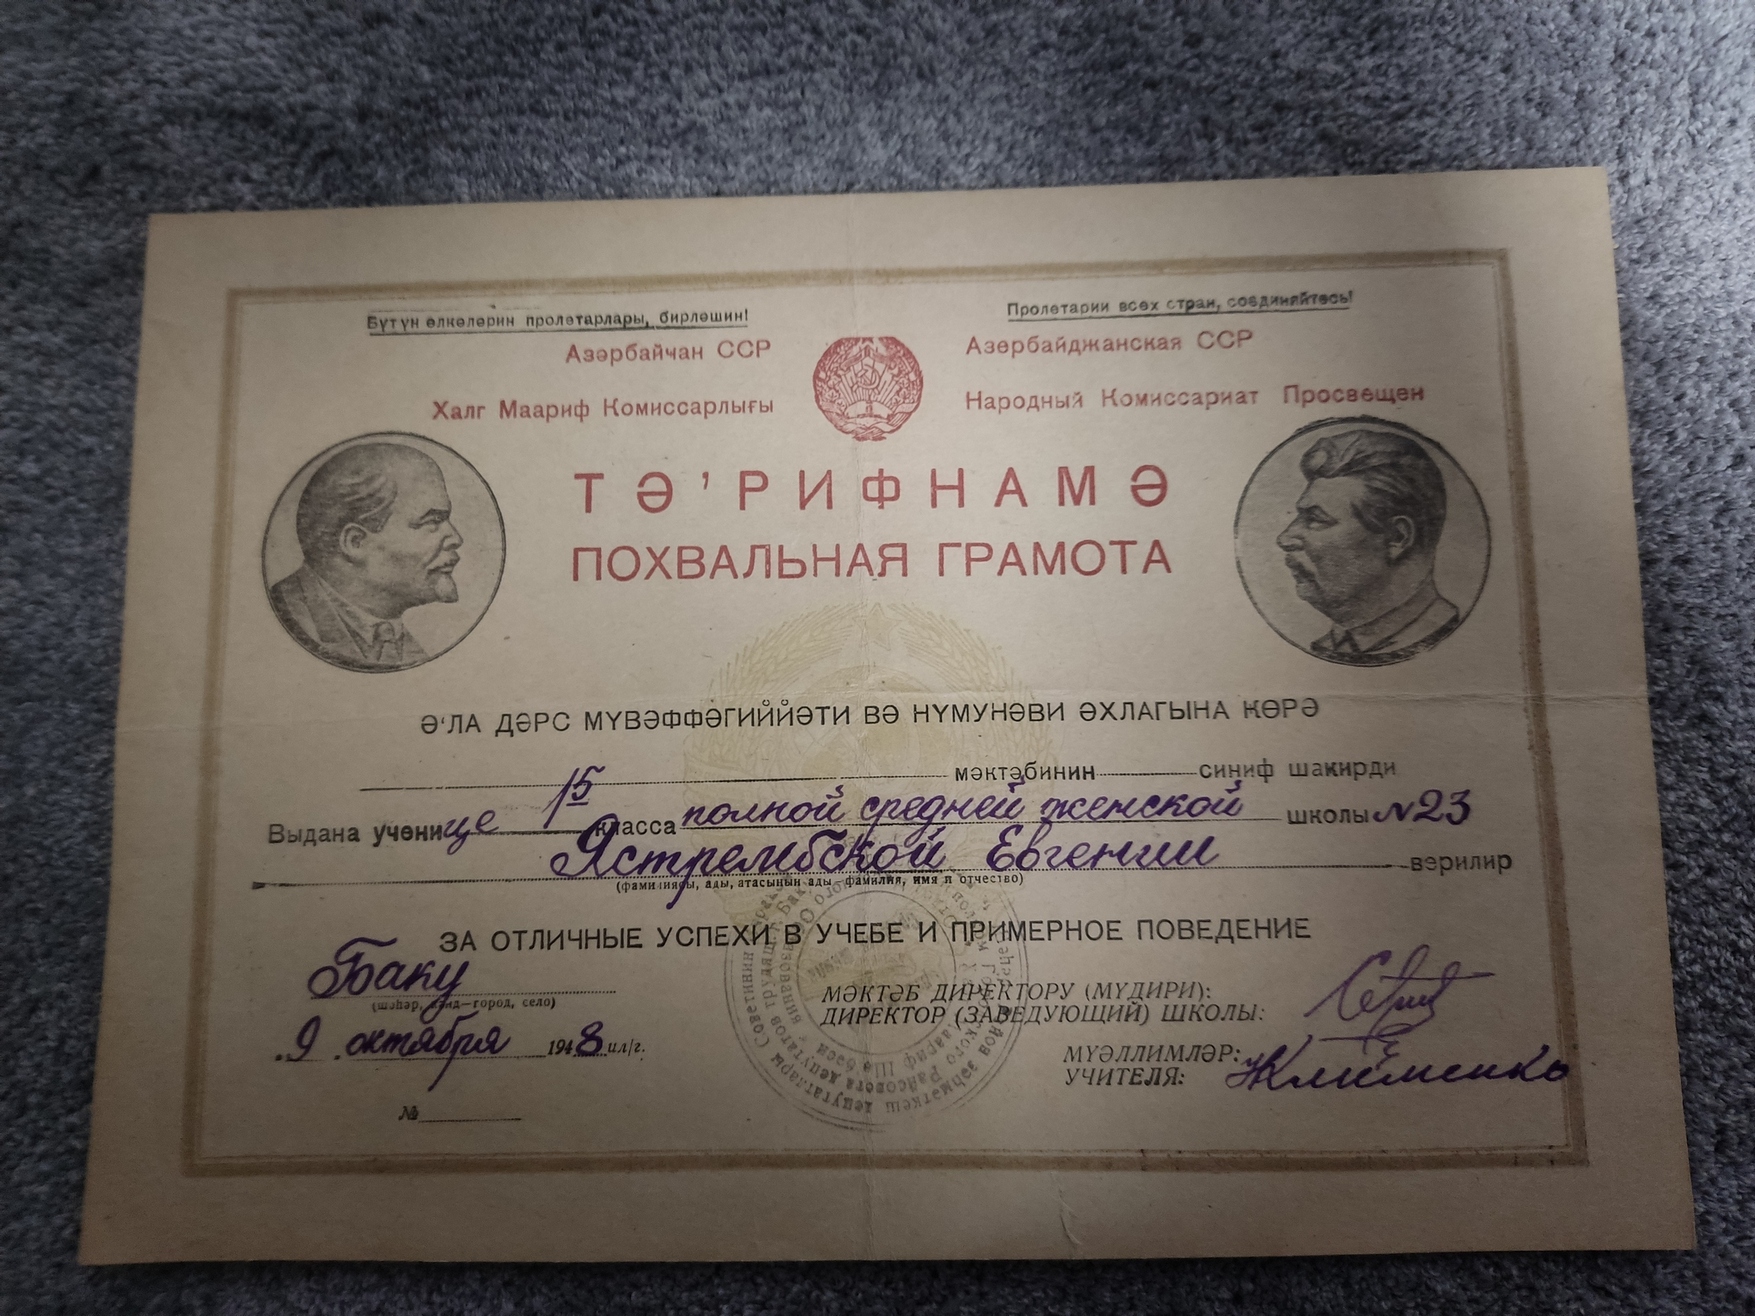 Бүтүн өлкәләрин пролетарлары, бирләшин!
Пролетарии всех стран, соединяйтесь!
Азәрбайҹан ССР
Азербайджанская ССР
Халг Маариф Комиссарлығы
Народный Комиссариат Просвещен
ТӘ'РИФНАМӘ
ПОХВАЛЬНАЯ ГРАМОТА
Ә'ЛА ДӘРС МҮВӘФФӘГИЙЙӘТИ ВӘ НҮМУНӘВИ ӘХЛАГЫНА КӨРӘ
мәктәбинин синиф шакирди
Выдана ученице класса полной средней женской школы №23
Ястрембской Евгении верилир
(фамилиясы, ады, атасынын ады—фамилия, имя и отчество)
ЗА ОТЛИЧНЫЕ УСПЕХИ В УЧЕБЕ И ПРИМЕРНОЕ ПОВЕДЕНИЕ
Баку
(шәһәр, кәнд—город, село)
9 октября 1948 ил/г.
№
МӘКТӘБ ДИРЕКТОРУ (МҮДИРИ):
ДИРЕКТОР (ЗАВЕДУЮЩИЙ) ШКОЛЫ:
МҮӘЛЛИМЛӘР:
УЧИТЕЛЯ: Клименко